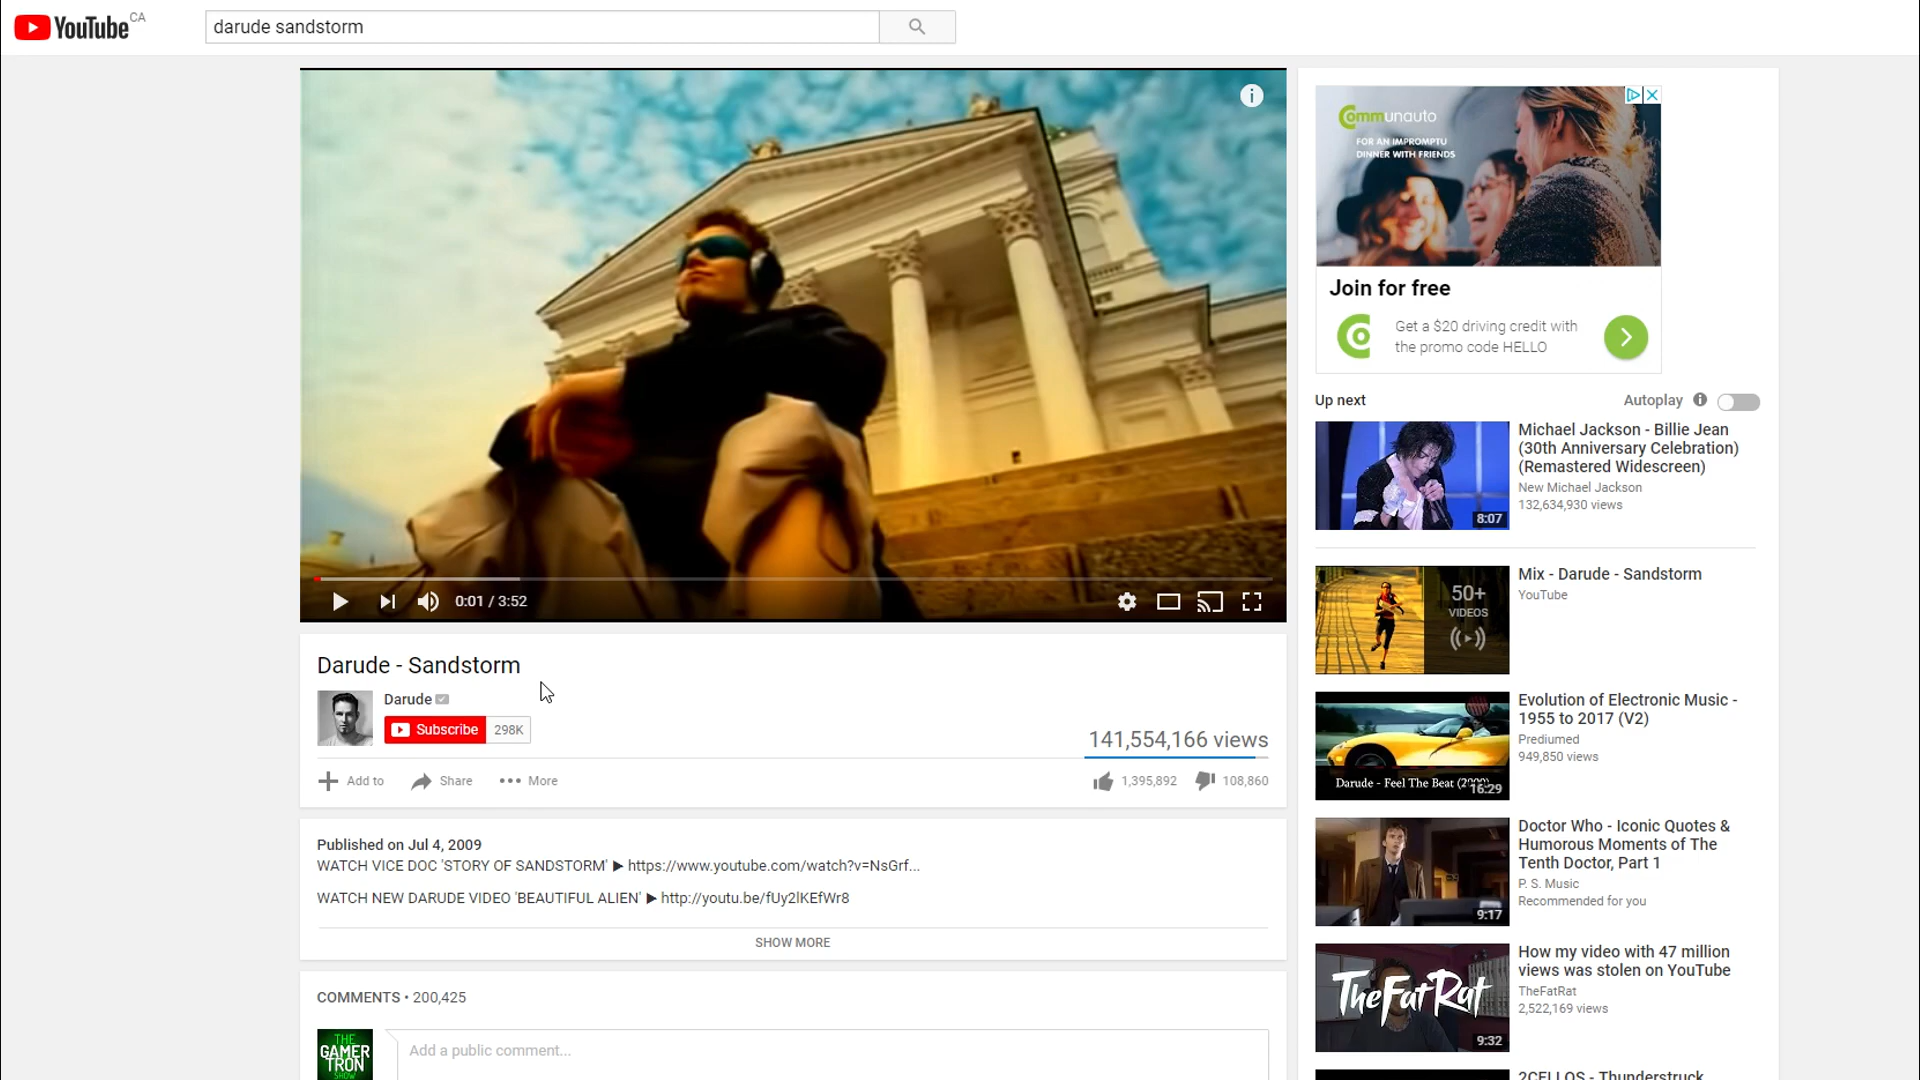 YouTube CA
darude sandstorm
0:01 / 3:52
Darude - Sandstorm
Darude
Subscribe 298K
141,554,166 views
Add to Share More
1,395,892 108,860
Published on Jul 4, 2009
WATCH VICE DOC 'STORY OF SANDSTORM' ▶ https://www.youtube.com/watch?v=NsGrf...
WATCH NEW DARUDE VIDEO 'BEAUTIFUL ALIEN' ▶ http://youtu.be/fUy2lKEfWr8
SHOW MORE
COMMENTS • 200,425
THE
GAMER
TRON
SHOW
Add a public comment...
Communauto
FOR AN IMPROMPTU
DINNER WITH FRIENDS
Join for free
Get a $20 driving credit with
the promo code HELLO
Up next
Autoplay
Michael Jackson - Billie Jean
(30th Anniversary Celebration)
(Remastered Widescreen)
New Michael Jackson
132,634,930 views
8:07
Mix - Darude - Sandstorm
YouTube
50+
VIDEOS
Evolution of Electronic Music -
1955 to 2017 (V2)
Prediumed
949,850 views
Darude - Feel The Beat (2000)
16:29
Doctor Who - Iconic Quotes &
Humorous Moments of The
Tenth Doctor, Part 1
P. S. Music
Recommended for you
9:17
How my video with 47 million
views was stolen on YouTube
TheFatRat
2,522,169 views
TheFatRat
9:32
2CELLOS - Thunderstruck